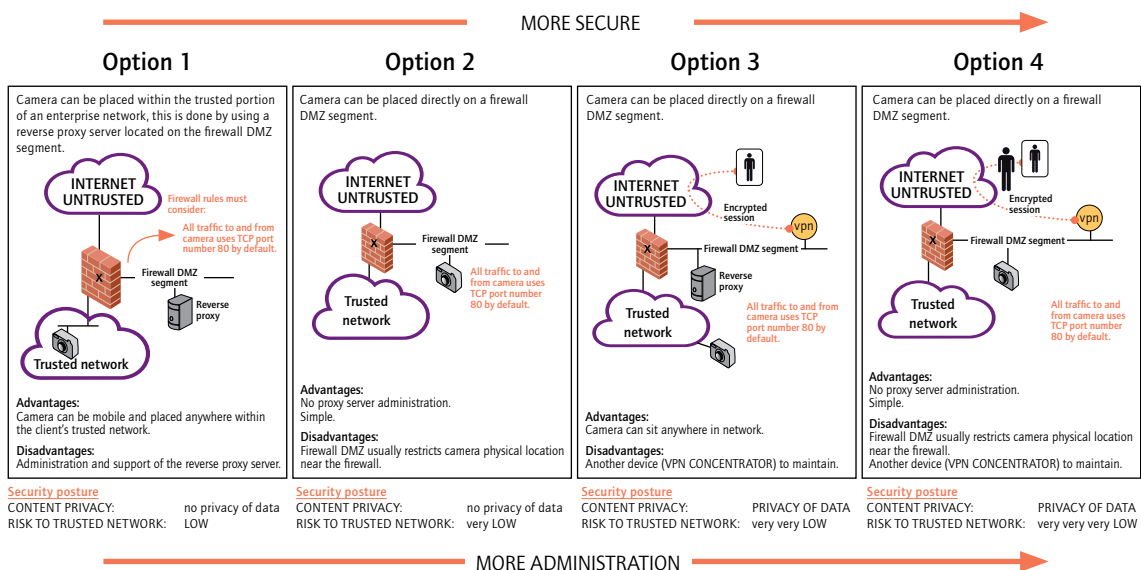 MORE SECURE
Option 1
Camera can be placed within the trusted portion
of an enterprise network, this is done by using a
reverse proxy server located on the firewall DMZ
segment.
INTERNET
UNTRUSTED
Firewall rules must
consider:
All traffic to and from
camera uses TCP port
number 80 by default.
X
Firewall DMZ
segment
Reverse
proxy
Trusted network
Advantages:
Camera can be mobile and placed anywhere within
the client's trusted network.
Disadvantages:
Administration and support of the reverse proxy server.
Security posture
CONTENT PRIVACY: no privacy of data
RISK TO TRUSTED NETWORK: LOW
Option 2
Camera can be placed directly on a firewall
DMZ segment.
INTERNET
UNTRUSTED
X
Firewall DMZ
segment
All traffic to and
from camera uses
TCP port number
80 by default.
Trusted
network
Advantages:
No proxy server administration.
Simple.
Disadvantages:
Firewall DMZ usually restricts camera physical location
near the firewall.
Security posture
CONTENT PRIVACY: no privacy of data
RISK TO TRUSTED NETWORK: very LOW
Option 3
Camera can be placed directly on a firewall
DMZ segment.
INTERNET
UNTRUSTED
Encrypted
session
vpn
X
Firewall DMZ segment
Reverse
proxy
Trusted
network
All traffic to and from
camera uses TCP
port number 80 by
default.
Advantages:
Camera can sit anywhere in network.
Disadvantages:
Another device (VPN CONCENTRATOR) to maintain.
Security posture
CONTENT PRIVACY: PRIVACY OF DATA
RISK TO TRUSTED NETWORK: very very LOW
Option 4
Camera can be placed directly on a firewall
DMZ segment.
INTERNET
UNTRUSTED
Encrypted
session
vpn
X
Firewall DMZ segment
Trusted
network
All traffic to and
from camera uses
TCP port number
80 by default.
Advantages:
No proxy server administration.
Simple.
Disadvantages:
Firewall DMZ usually restricts camera physical location
near the firewall.
Another device (VPN CONCENTRATOR) to maintain.
Security posture
CONTENT PRIVACY: PRIVACY OF DATA
RISK TO TRUSTED NETWORK: very very very LOW
MORE ADMINISTRATION